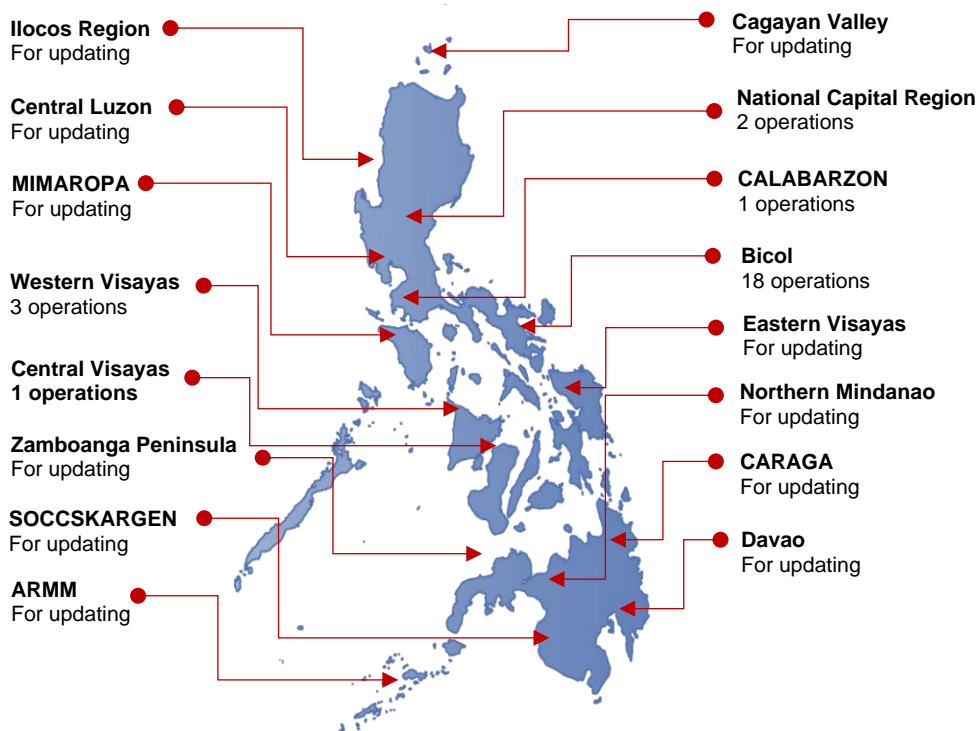 Ilocos Region
For updating
Central Luzon
For updating
MIMAROPA
For updating
Western Visayas
3 operations
Central Visayas
1 operations
Zamboanga Peninsula
For updating
SOCCSKARGEN
For updating
ARMM
For updating
Cagayan Valley
For updating
National Capital Region
2 operations
CALABARZON
1 operations
Bicol
18 operations
Eastern Visayas
For updating
Northern Mindanao
For updating
CARAGA
For updating
Davao
For updating